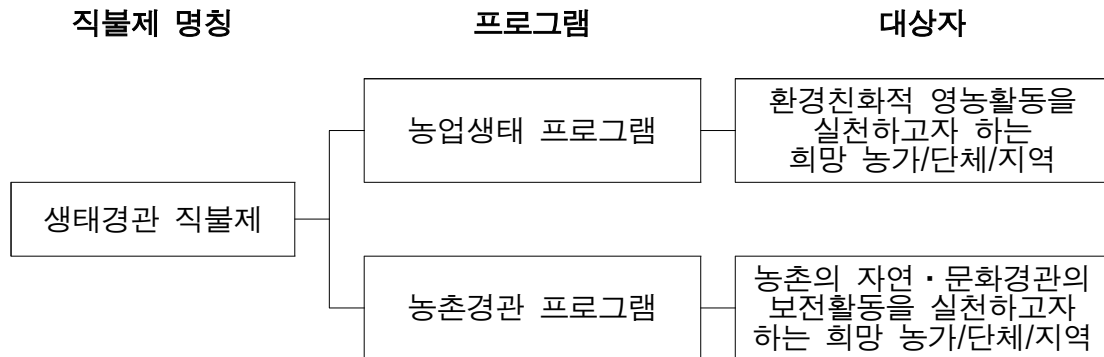 직불제 명칭
프로그램
대상자
농업생태 프로그램
환경친화적 영농활동을
실천하고자 하는
희망 농가/단체/지역
생태경관 직불제
농촌경관 프로그램
농촌의 자연・문화경관의
보전활동을 실천하고자
하는 희망 농가/단체/지역